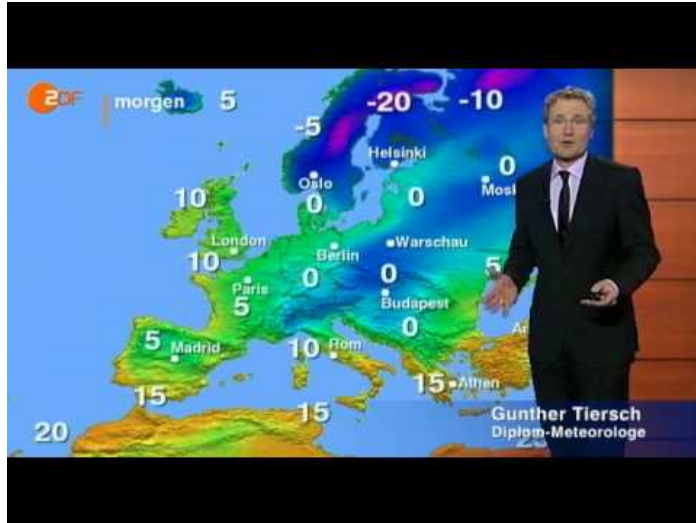 ZDF
morgen
5
-20
-10
-5
Helsinki
0
Oslo
Mosk
10
0
0
London
Berlin
Warschau
10
0
0
5
Paris
5
Budapest
0
5
Madrid
10
Rom
15
15
Athen
15
20
Gunther Tiersch
Diplom-Meteorologe